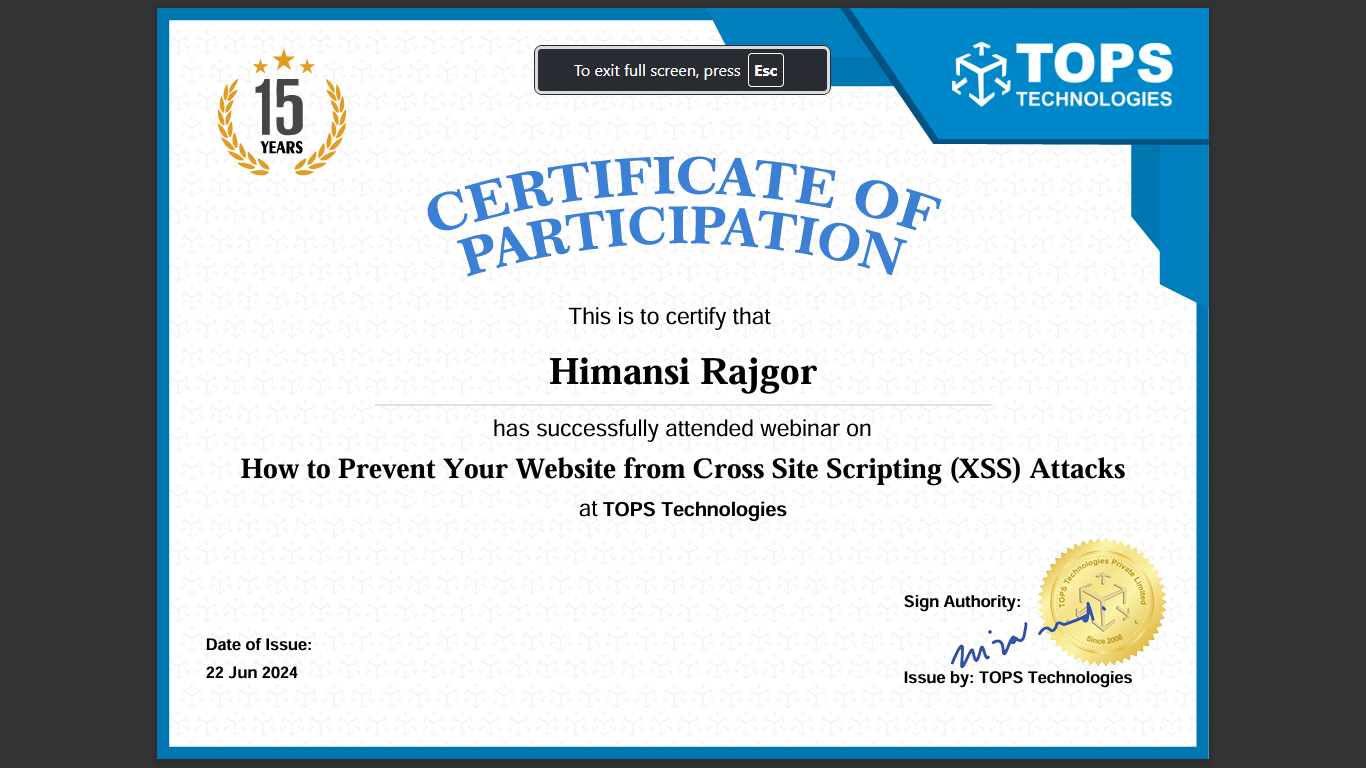 To exit full screen, press Esc
15
YEARS
TOPS
TECHNOLOGIES
CERTIFICATE OF
PARTICIPATION
This is to certify that
Himansi Rajgor
has successfully attended webinar on
How to Prevent Your Website from Cross Site Scripting (XSS) Attacks
at TOPS Technologies
Date of Issue:
22 Jun 2024
Sign Authority:
TOPS Technologies Private Limited
Since 2008
Issue by: TOPS Technologies